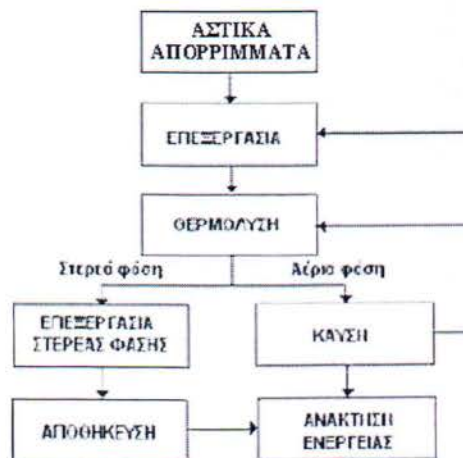 ΑΣΤΙΚΑ
ΑΠΟΡΡΙΜΜΑΤΑ
ΕΠΕΞΕΡΓΑΣΙΑ
ΘΕΡΜΟΛΥΣΗ
Στερεά φάση
Αέρια φάση
ΕΠΕΞΕΡΓΑΣΙΑ
ΣΤΕΡΕΑΣ ΦΑΣΗΣ
ΚΑΥΣΗ
ΑΠΟΘΗΚΕΥΣΗ
ΑΝΑΚΤΗΣΗ
ΕΝΕΡΓΕΙΑΣ